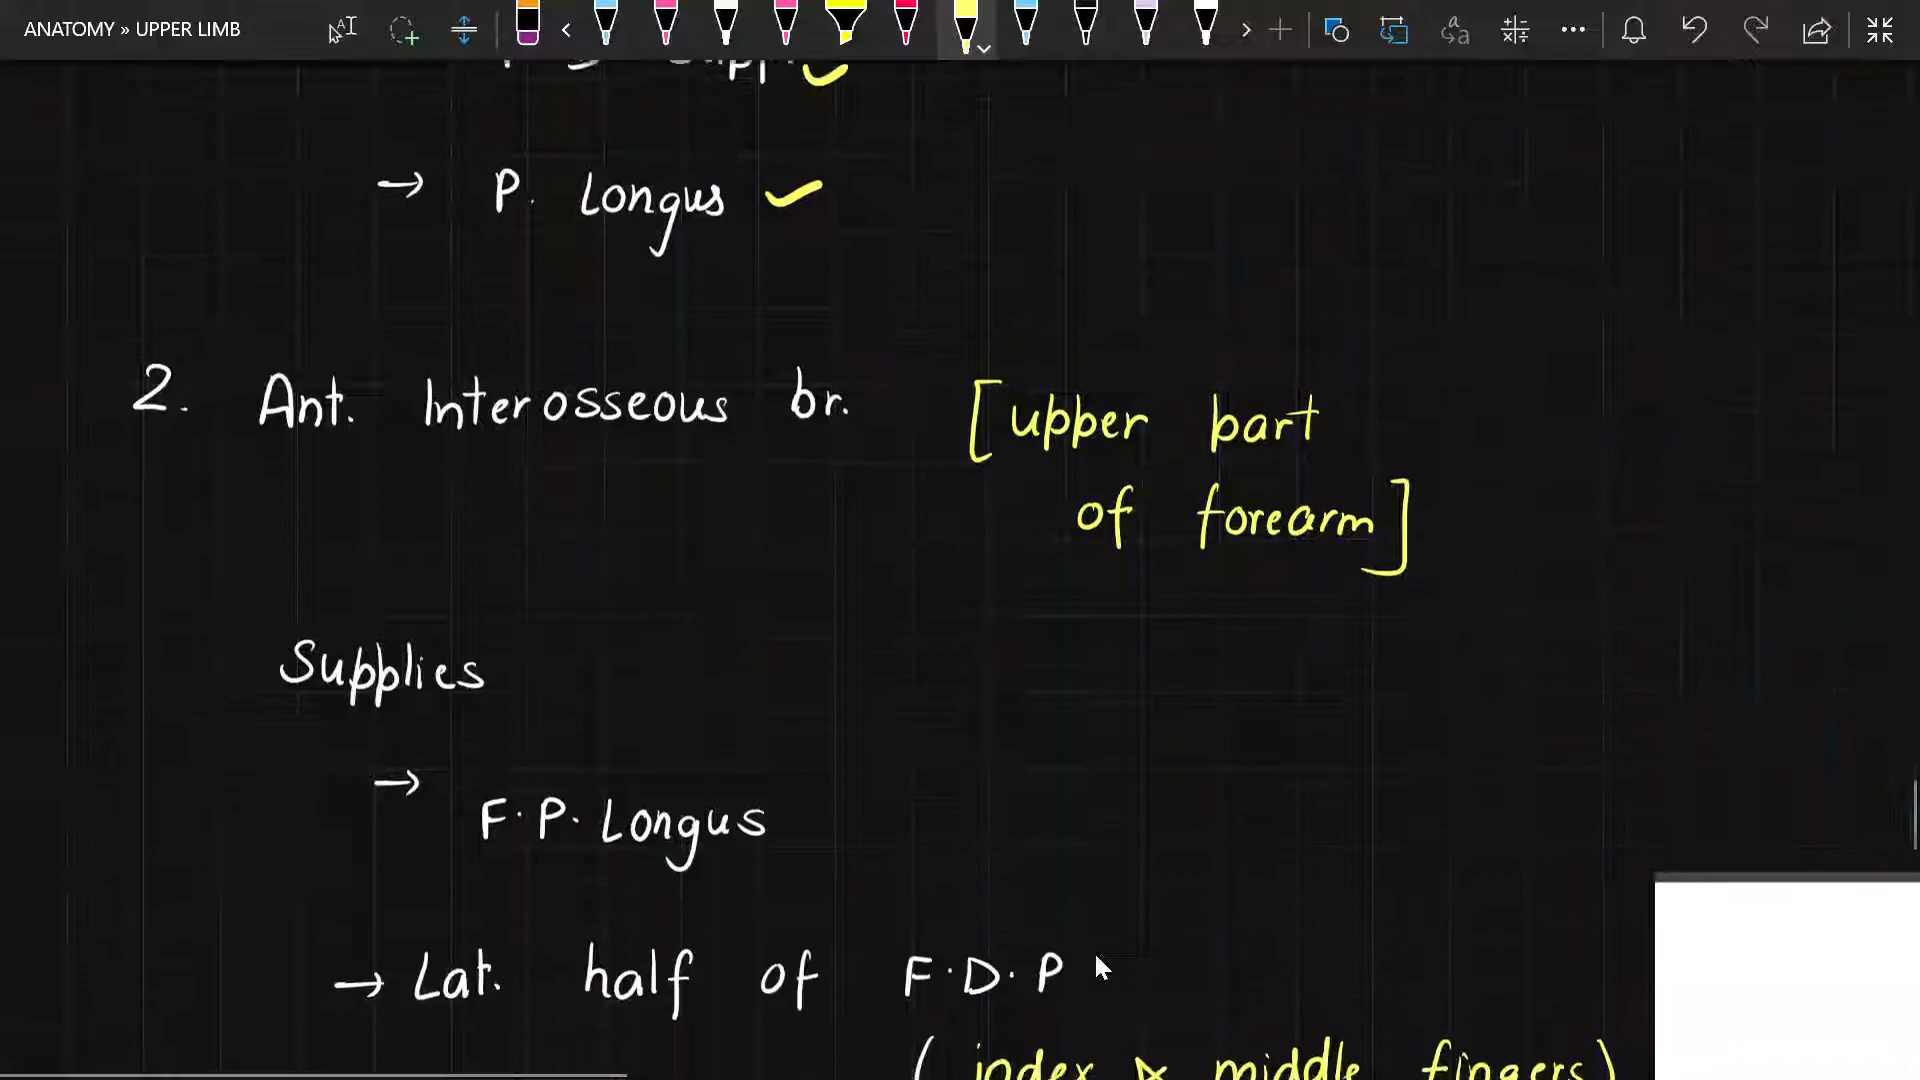 ANATOMY » UPPER LIMB
→ P. Longus
2. Ant. Interosseous br. [upper part
of forearm]
Supplies
→
F.P. Longus
→ Lat. half of F.D.P
( index & middle fingers)